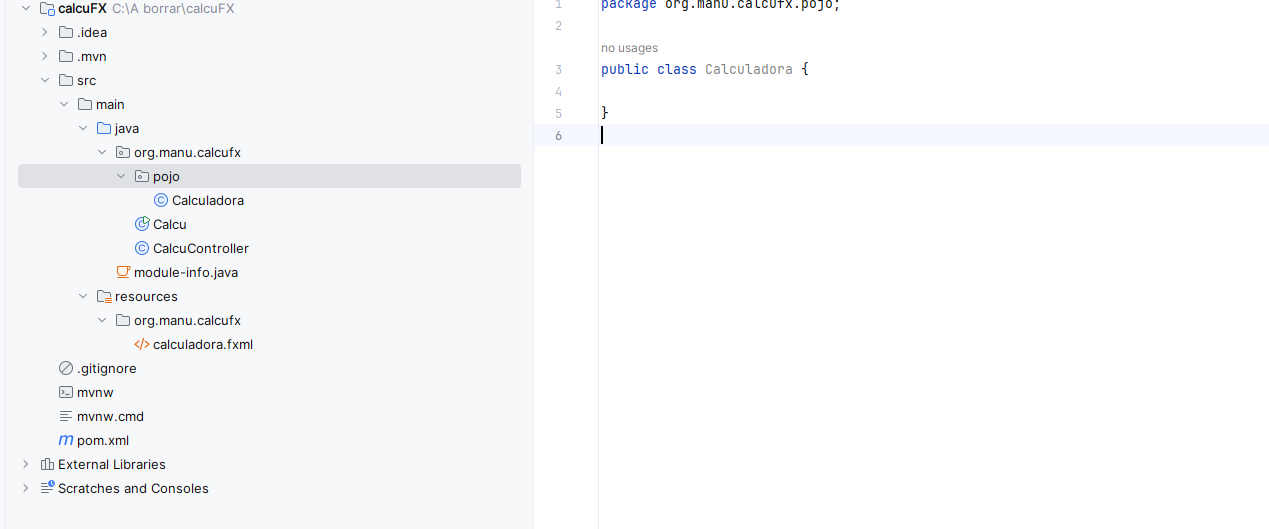 calcuFX C:\A borrar\calcuFX
.idea
.mvn
src
main
java
org.manu.calcufx
pojo
Calculadora
Calcu
CalcuController
module-info.java
resources
org.manu.calcufx
calculadora.fxml
.gitignore
mvnw
mvnw.cmd
m pom.xml
External Libraries
Scratches and Consoles
1 package org.manu.calcufx.pojo;
2
no usages
3 public class Calculadora {
4
5 }
6